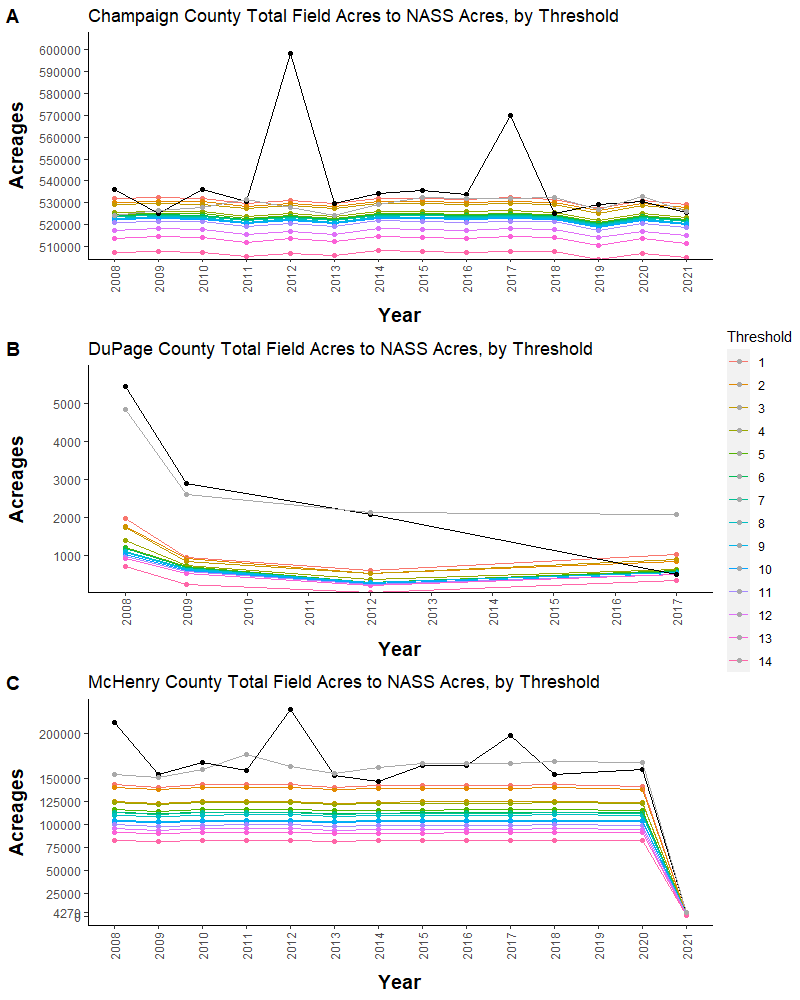 A Champaign County Total Field Acres to NASS Acres, by Threshold
Acreages
600000
590000
580000
570000
560000
550000
540000
530000
520000
510000
2008 2009 2010 2011 2012 2013 2014 2015 2016 2017 2018 2019 2020 2021
Year
B DuPage County Total Field Acres to NASS Acres, by Threshold
Acreages
5000
4000
3000
2000
1000
2008 2009 2010 2011 2011 2012 2013 2014 2015 2016 2017
Year
Threshold
1
2
3
4
5
6
7
8
9
10
11
12
13
14
C McHenry County Total Field Acres to NASS Acres, by Threshold
Acreages
200000
150000
125000
100000
75000
50000
25000
4270
0
2008 2009 2010 2011 2012 2013 2014 2015 2016 2017 2018 2020 2021
Year